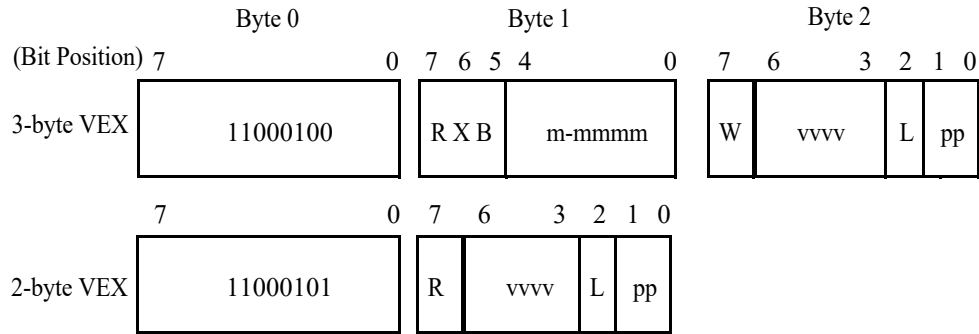 Byte 0 Byte 1 Byte 2
(Bit Position) 7 0 7 6 5 4 0 7 6 3 2 1 0
3-byte VEX 11000100 R X B m-mmmm W vvvv L pp
7 0 7 6 3 2 1 0
2-byte VEX 11000101 R vvvv L pp